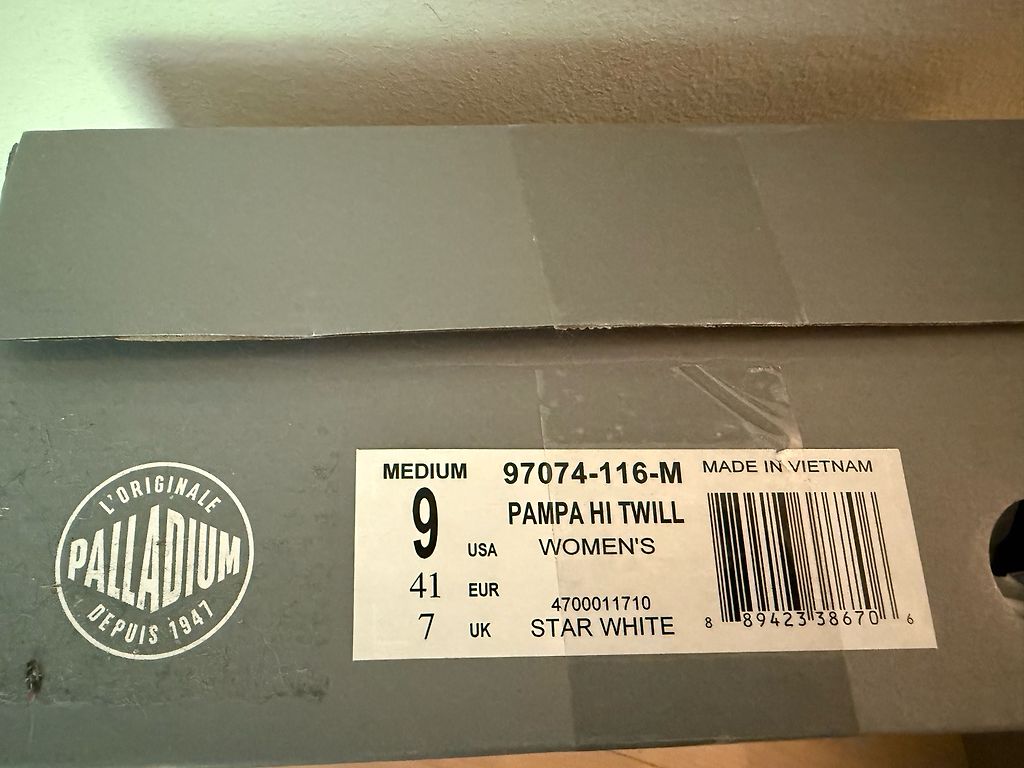 L'ORIGINALE
PALLADIUM
DEPUIS 1947
MEDIUM 97074-116-M MADE IN VIETNAM
9 USA PAMPA HI TWILL
WOMEN'S
41 EUR
4700011710
7 UK STAR WHITE
8 89423 38670 6